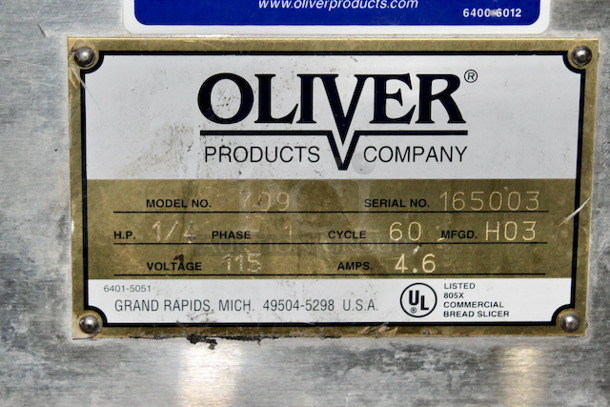 www.oliverproducts.com
6400-6012
OLIVER®
PRODUCTS COMPANY
MODEL NO. 709 SERIAL NO. 165003
H.P. 1/4 PHASE 1 CYCLE 60 MFGD. H03
VOLTAGE 115 AMPS. 4.6
6401-5051
GRAND RAPIDS, MICH. 49504-5298 U.S.A.
UL®
LISTED
805X
COMMERCIAL
BREAD SLICER